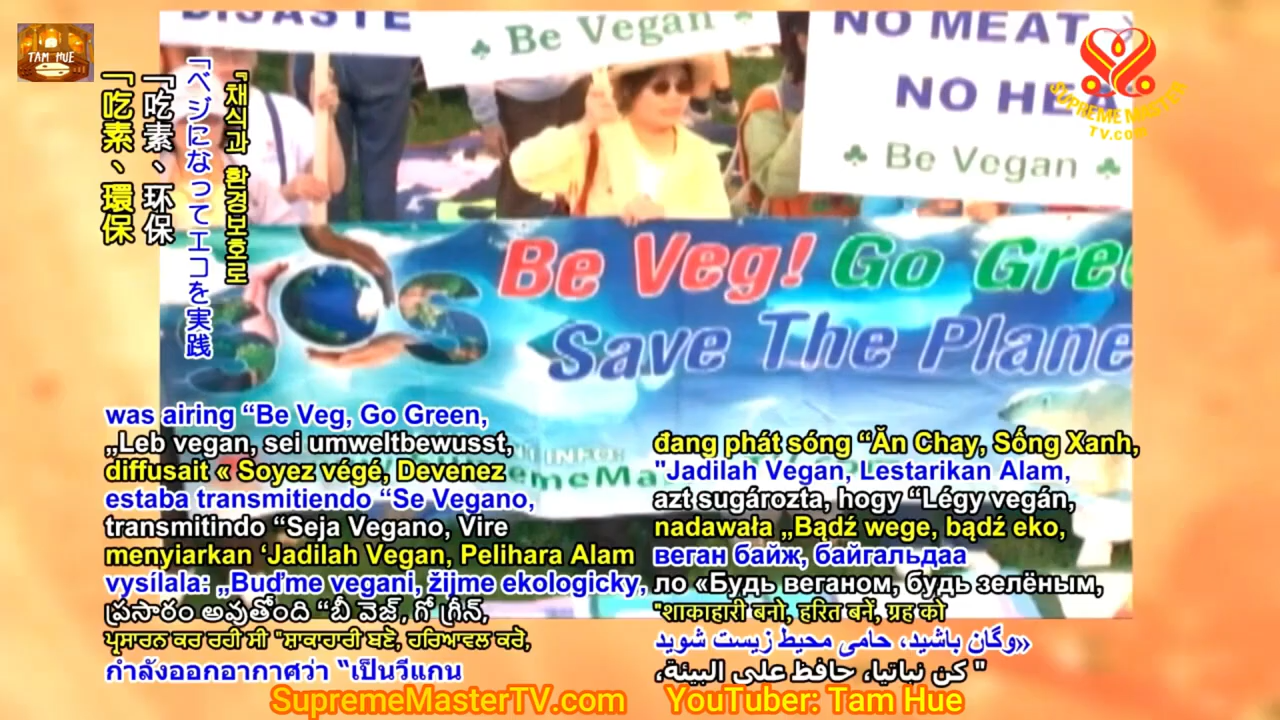 TAM HUE
DISASTE
♣ Be Vegan ♣
NO MEAT
NO HEA
♣ Be Vegan ♣
SUPREME MASTER
TV.com
SOS
Be Veg! Go Gree
Save The Plane
INFO:
emeMa
「吃素、環保
「吃素、环保
「ベジになってエコを実践
『채식과 환경보호로
was airing “Be Veg, Go Green,
„Leb vegan, sei umweltbewusst,
diffusait « Soyez végé, Devenez
estaba transmitiendo “Se Vegano,
transmitindo “Seja Vegano, Vire
menyiarkan ‘Jadilah Vegan, Pelihara Alam
vysílala: „Buďme vegani, žijme ekologicky,
ప్రసారం అవుతోంది “బీ వెజ్, గో గ్రీన్,
ਪ੍ਰਸਾਰਨ ਕਰ ਰਹੀ ਸੀ "ਸ਼ਾਕਾਹਾਰੀ ਬਣੋ, ਹਰਿਆਵਲ ਕਰੋ,
กำลังออกอากาศว่า “เป็นวีแกน
đang phát sóng “Ăn Chay, Sống Xanh,
"Jadilah Vegan, Lestarikan Alam,
azt sugározta, hogy “Légy vegán,
nadawała „Bądź wege, bądź eko,
веган байж, байгальдаа
ло «Будь веганом, будь зелёным,
"शाकाहारी बनो, हरित बनें, ग्रह को
«وگان باشید، حامی محیط زیست شوید
" كن نباتيا، حافظ على البيئة،
SupremeMasterTV.com YouTuber: Tam Hue